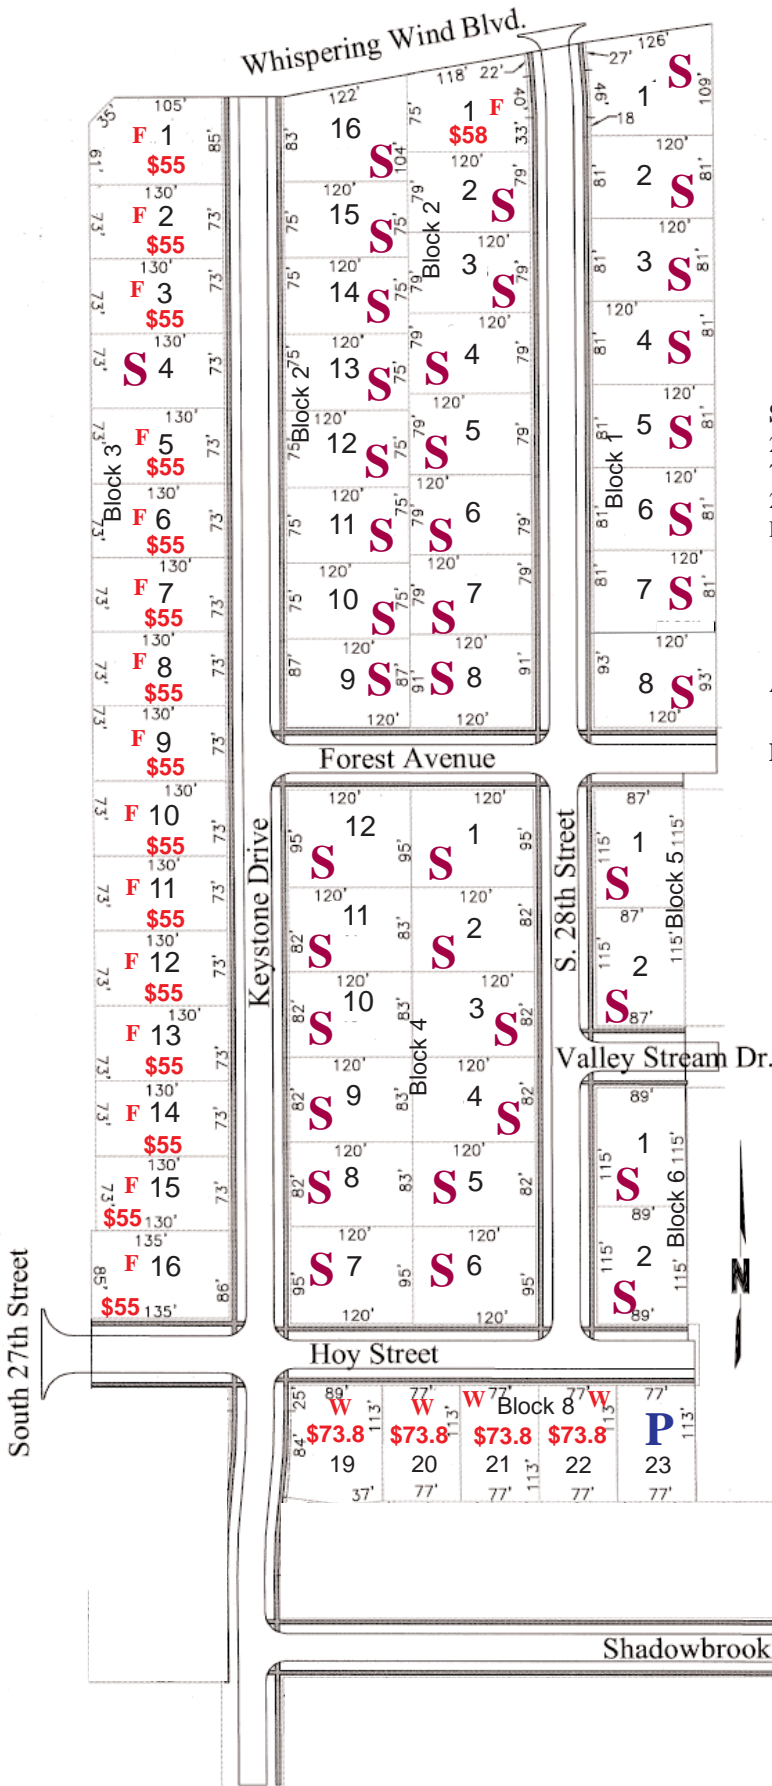 Whispering Wind Blvd.
35' 105'
F 1
$55
61' 85'
130'
F 2
$55
73' 73'
130'
F 3
$55
73' 73'
130'
S 4
73' 73'
130'
F 5
$55
73' 73'
Block 3
130'
F 6
$55
73' 73'
130'
F 7
$55
73' 73'
130'
F 8
$55
73' 73'
130'
F 9
$55
73' 73'
130'
F 10
$55
73' 73'
130'
F 11
$55
73' 73'
130'
F 12
$55
73' 73'
130'
F 13
$55
73' 73'
130'
F 14
$55
73' 73'
130'
F 15
73' 73'
$55 130'
135'
F 16
85' 86'
$55 135'
122'
16
83' S 104'
120'
15
75' S 75'
120'
14
75' S 75'
120'
13
75' S 75'
Block 2
120'
12
75' S 75'
120'
11
75' S 75'
120'
10
75' S 75'
120'
87' 9 S 87'
120'
118' 22'
75' 1 F 40'
$58 33'
120'
79' 2 S 79'
Block 2
120'
79' 3 S 79'
120'
79' S 4 79'
120'
79' S 5 79'
120'
79' S 6 79'
120'
79' S 7 79'
120'
91' S 8 91'
120'
27' 126'
46' 1 S 109'
18
120'
81' 2 S 81'
120'
81' 3 S 81'
120'
81' 4 S 81'
120'
81' 5 S 81'
Block 1
120'
81' 6 S 81'
120'
81' 7 S 81'
120'
93' 8 S 93'
120'
Forest Avenue
Keystone Drive
S. 28th Street
120'
95' S 12 95'
120'
82' S 11 83'
120'
82' S 10 83'
Block 4
120'
82' S 9 83'
120'
82' S 8 83'
120'
95' S 7 95'
120'
120'
S 1 95'
120'
S 2 82'
3 S 82'
120'
4 S 82'
120'
S 5 82'
120'
S 6 95'
120'
87'
115' 1 S 115'
Block 5
87'
115' 2 S 115'
87'
Valley Stream Dr.
89'
115' 1 S 115'
Block 6
89'
115' 2 S 115'
89'
N
South 27th Street
Hoy Street
Block 8
25' 89' 77' 77' 77' 77'
W W W W P
$73.8 $73.8 $73.8 $73.8
84' 113' 113' 113' 113' 113'
19 20 21 22 23
37' 77' 77' 77' 77'
Shadowbrook